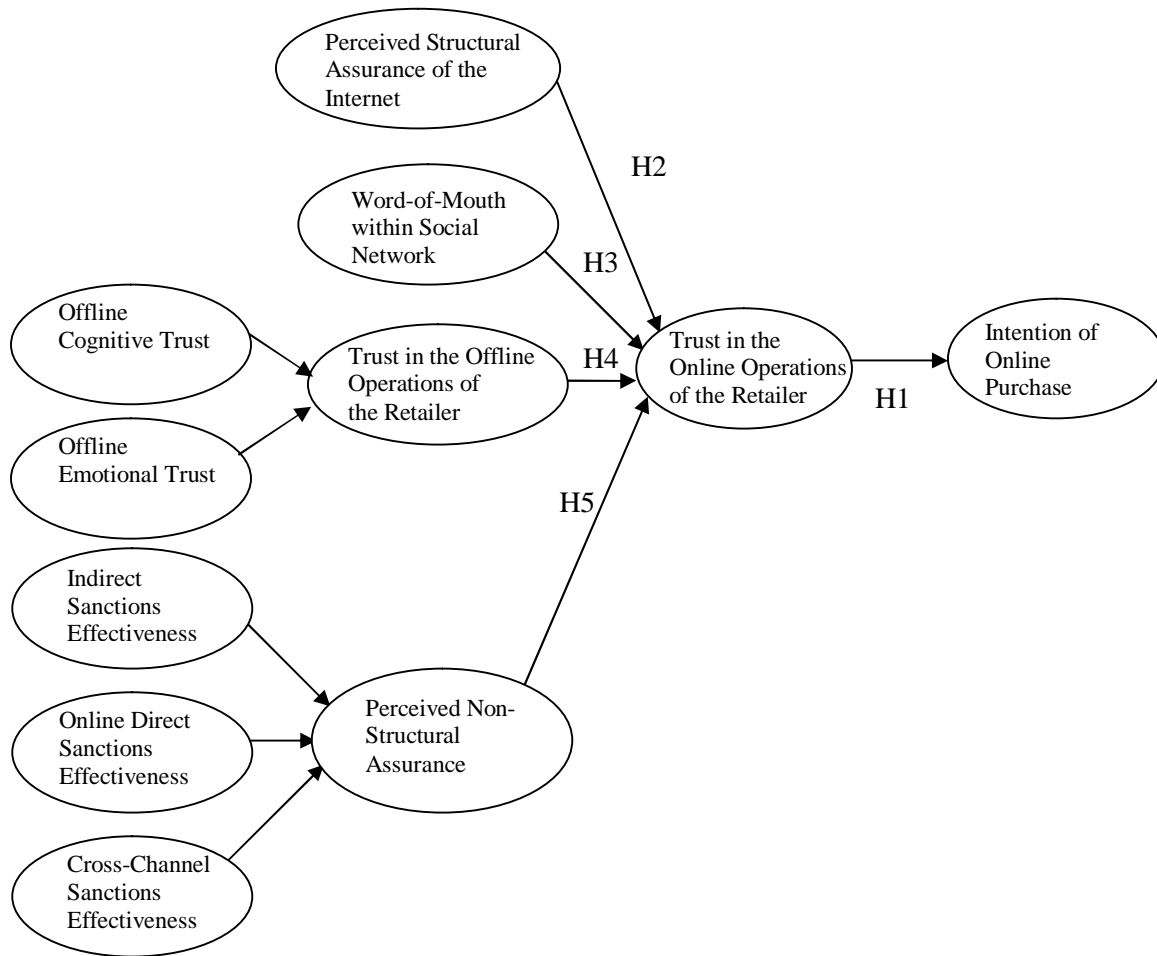 Perceived Structural
Assurance of the
Internet
H2
Word-of-Mouth
within Social
Network
H3
Offline
Cognitive Trust
Trust in the Offline
Operations of
the Retailer
H4
Trust in the
Online Operations
of the Retailer
H1
Intention of
Online
Purchase
Offline
Emotional Trust
H5
Indirect
Sanctions
Effectiveness
Online Direct
Sanctions
Effectiveness
Perceived Non-
Structural
Assurance
Cross-Channel
Sanctions
Effectiveness